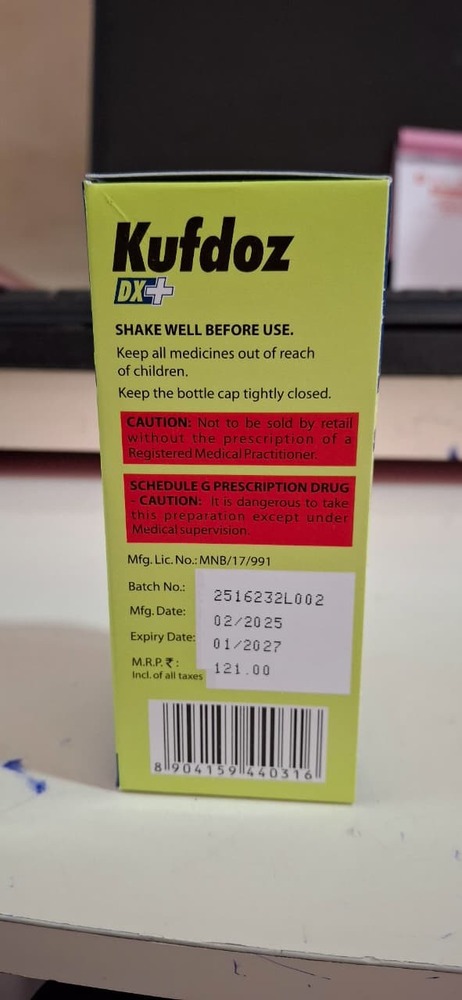 Kufdoz
DX+
SHAKE WELL BEFORE USE.
Keep all medicines out of reach
of children.
Keep the bottle cap tightly closed.
CAUTION: Not to be sold by retail
without the prescription of a
Registered Medical Practitioner.
SCHEDULE G PRESCRIPTION DRUG
- CAUTION: It is dangerous to take
this preparation except under
Medical supervision.
Mfg. Lic. No.: MNB/17/991
Batch No.: 2516232L002
Mfg. Date: 02/2025
Expiry Date: 01/2027
M.R.P. ₹ : 121.00
Incl. of all taxes
8 904159 440316